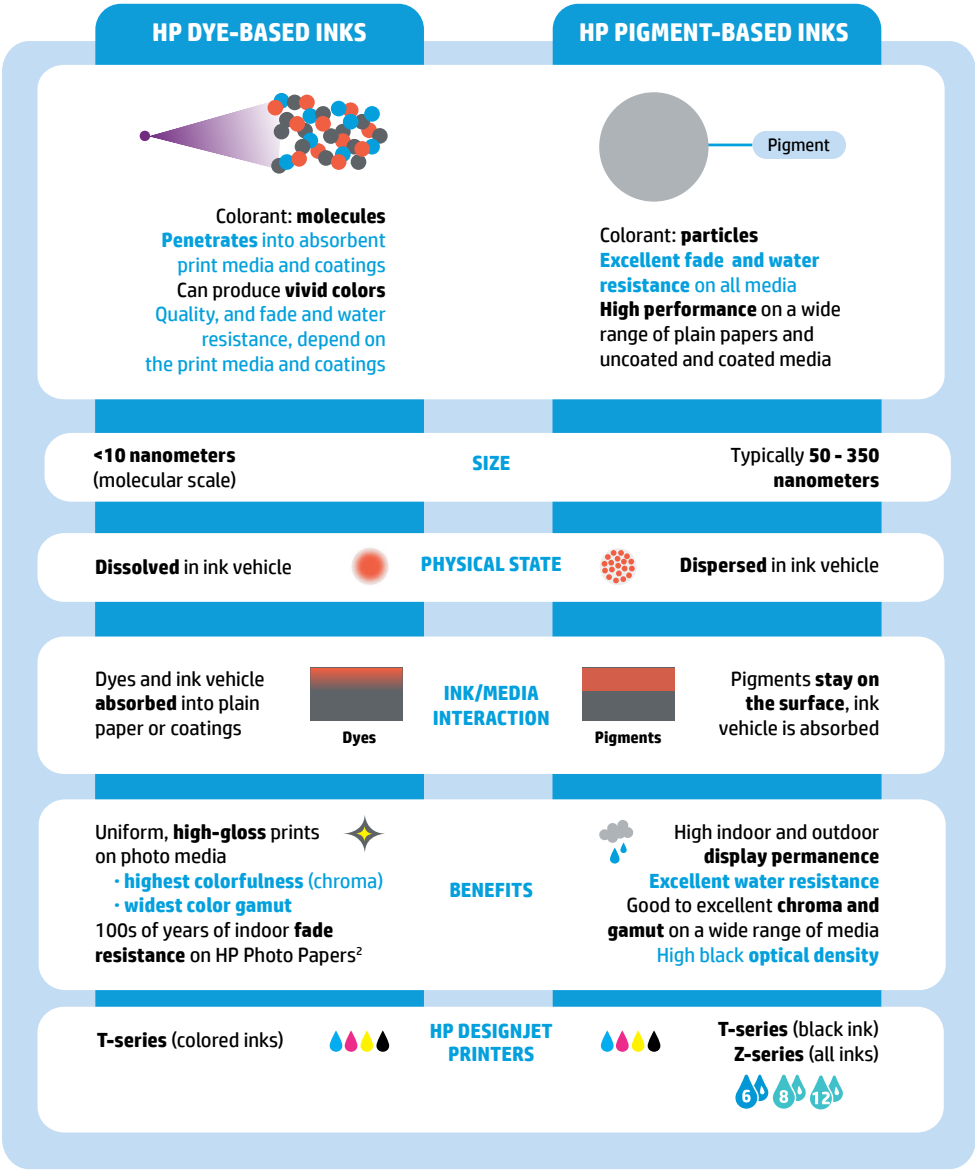 HP DYE-BASED INKS
HP PIGMENT-BASED INKS
Colorant: molecules
Penetrates into absorbent
print media and coatings
Can produce vivid colors
Quality, and fade and water
resistance, depend on
the print media and coatings
Pigment
Colorant: particles
Excellent fade and water
resistance on all media
High performance on a wide
range of plain papers and
uncoated and coated media
<10 nanometers
(molecular scale)
SIZE
Typically 50 - 350
nanometers
Dissolved in ink vehicle
PHYSICAL STATE
Dispersed in ink vehicle
Dyes and ink vehicle
absorbed into plain
paper or coatings
Dyes
INK/MEDIA
INTERACTION
Pigments
Pigments stay on
the surface, ink
vehicle is absorbed
Uniform, high-gloss prints
on photo media
• highest colorfulness (chroma)
• widest color gamut
100s of years of indoor fade
resistance on HP Photo Papers²
BENEFITS
High indoor and outdoor
display permanence
Excellent water resistance
Good to excellent chroma and
gamut on a wide range of media
High black optical density
T-series (colored inks)
HP DESIGNJET
PRINTERS
T-series (black ink)
Z-series (all inks)
6 8 12